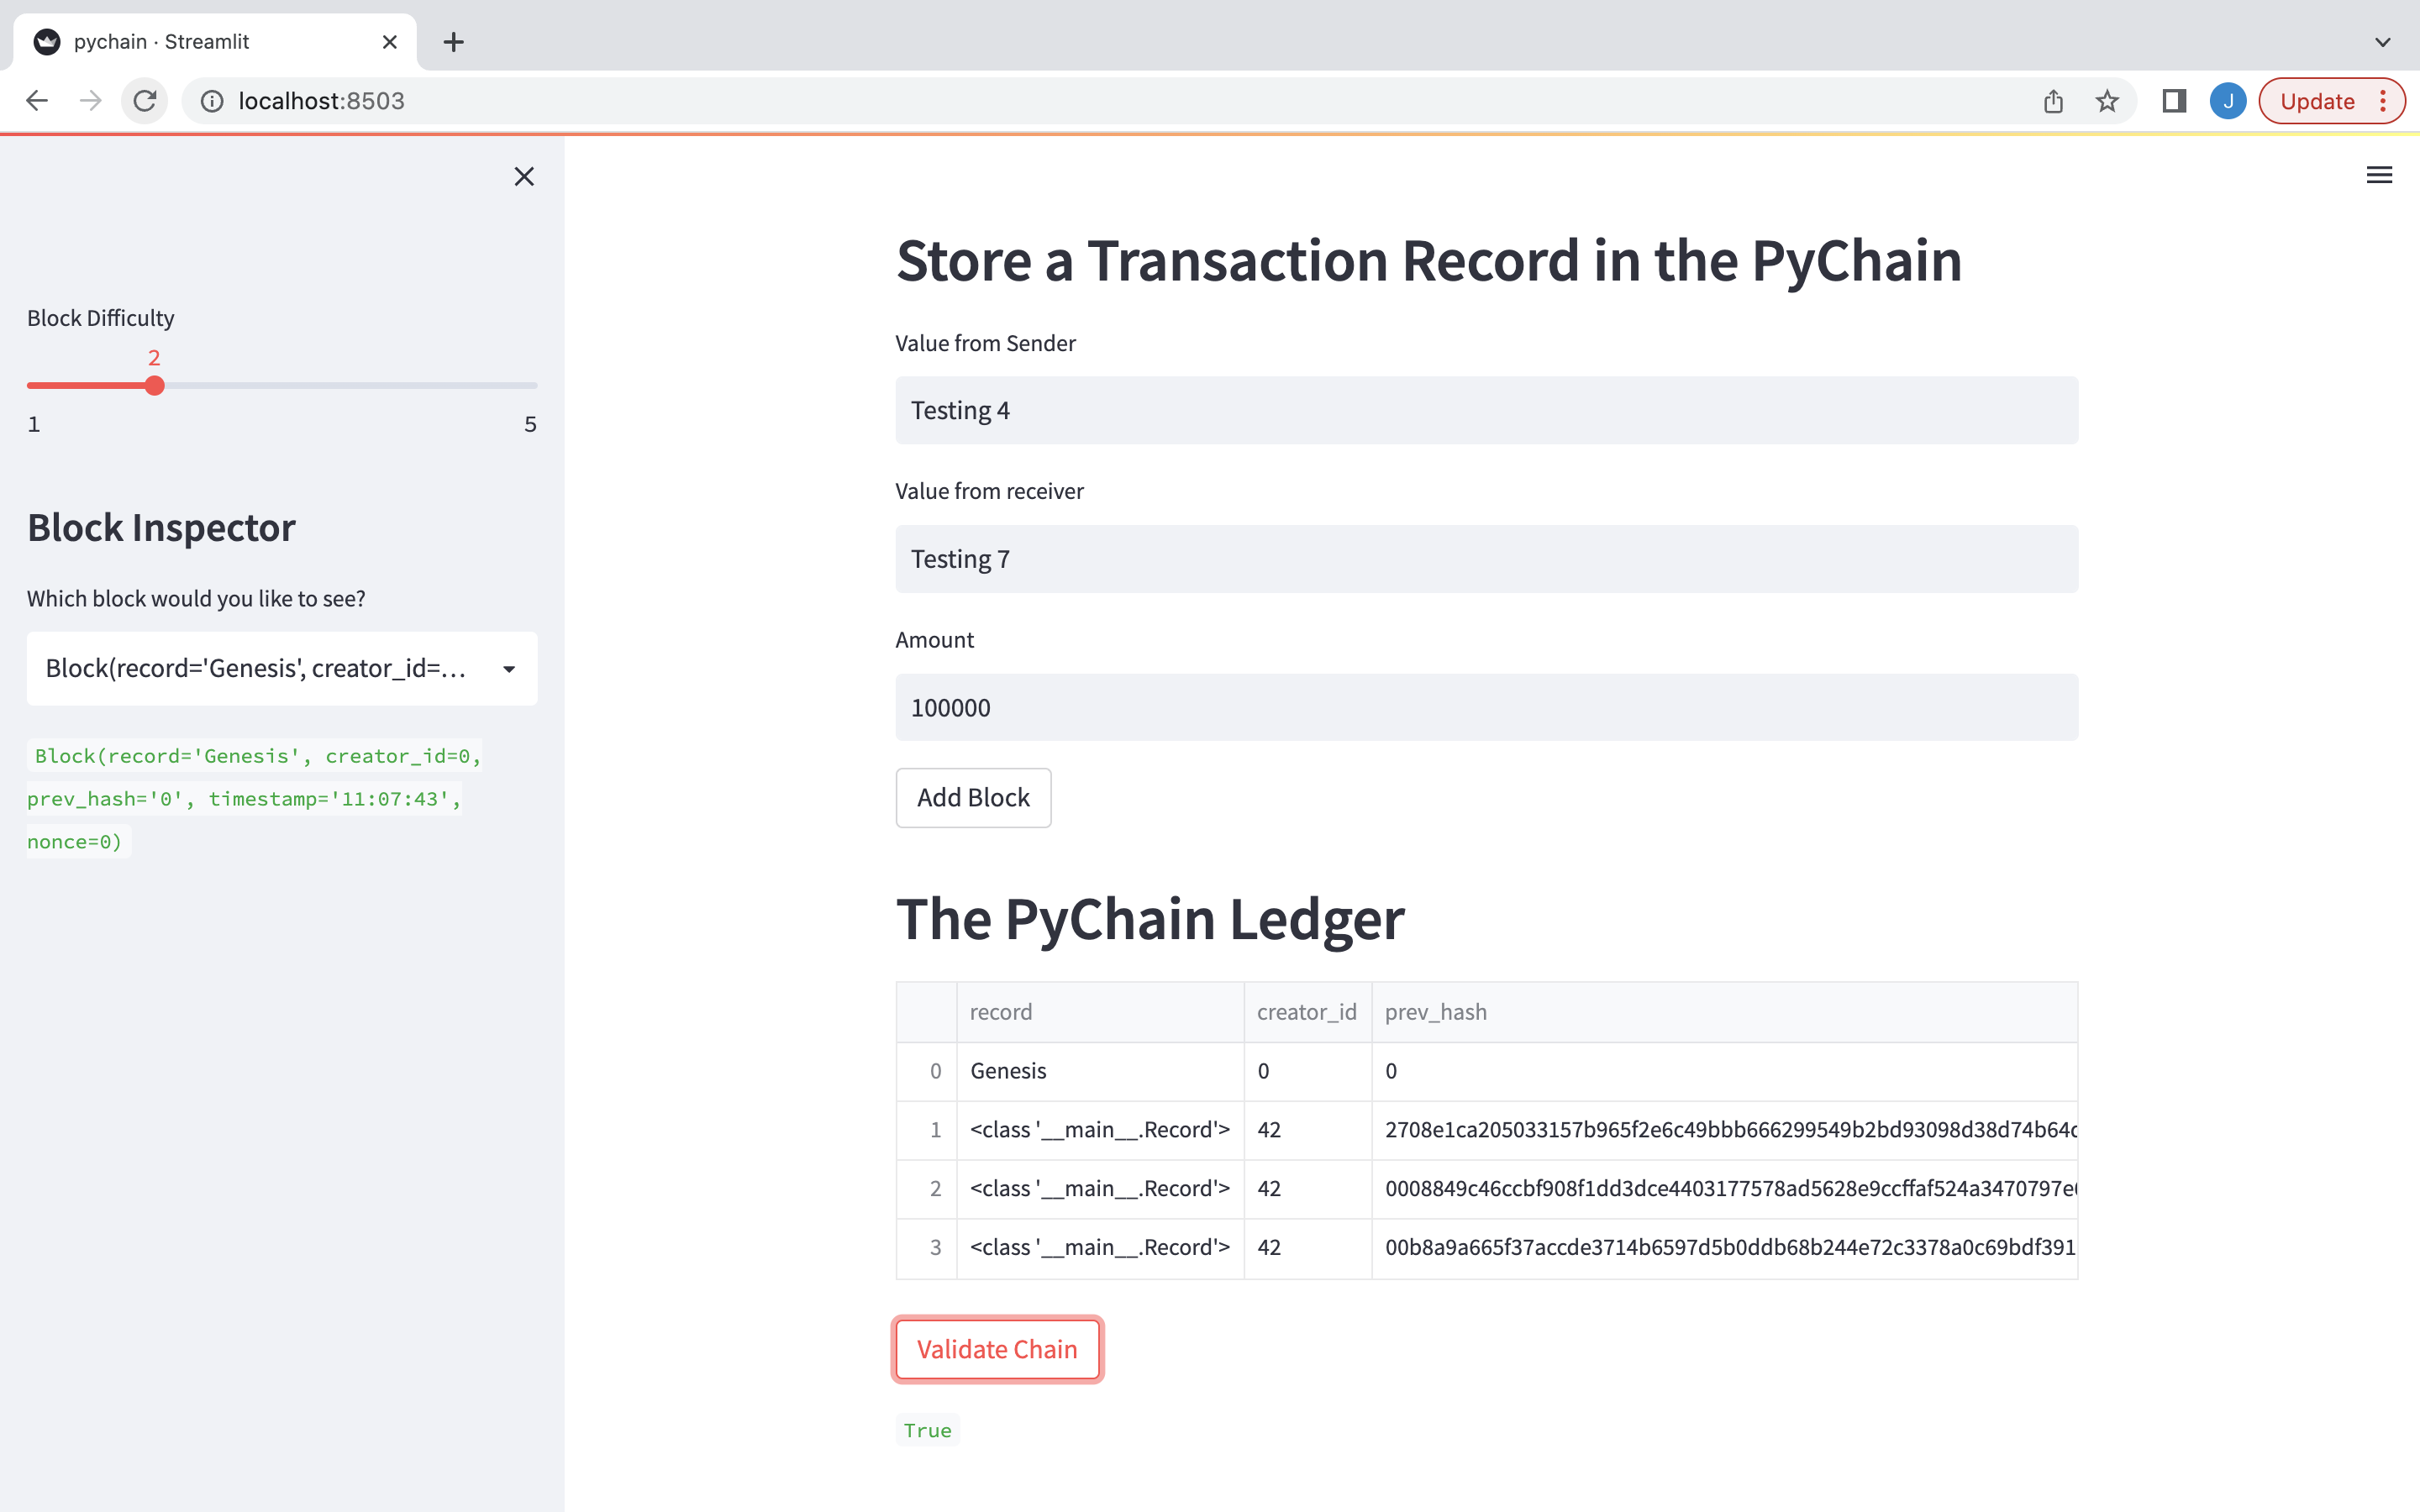 pychain · Streamlit
localhost:8503
J
Update
Block Difficulty
2
1 5
Block Inspector
Which block would you like to see?
Block(record='Genesis', creator_id=...
Block(record='Genesis', creator_id=0,
prev_hash='0', timestamp='11:07:43',
nonce=0)
Store a Transaction Record in the PyChain
Value from Sender
Testing 4
Value from receiver
Testing 7
Amount
100000
Add Block
The PyChain Ledger
record creator_id prev_hash
0 Genesis 0 0
1 <class '__main__.Record'> 42 2708e1ca205033157b965f2e6c49bbb666299549b2bd93098d38d74b64c
2 <class '__main__.Record'> 42 0008849c46ccbf908f1dd3dce4403177578ad5628e9ccffaf524a3470797e
3 <class '__main__.Record'> 42 00b8a9a665f37accde3714b6597d5b0ddb68b244e72c3378a0c69bdf391
Validate Chain
True